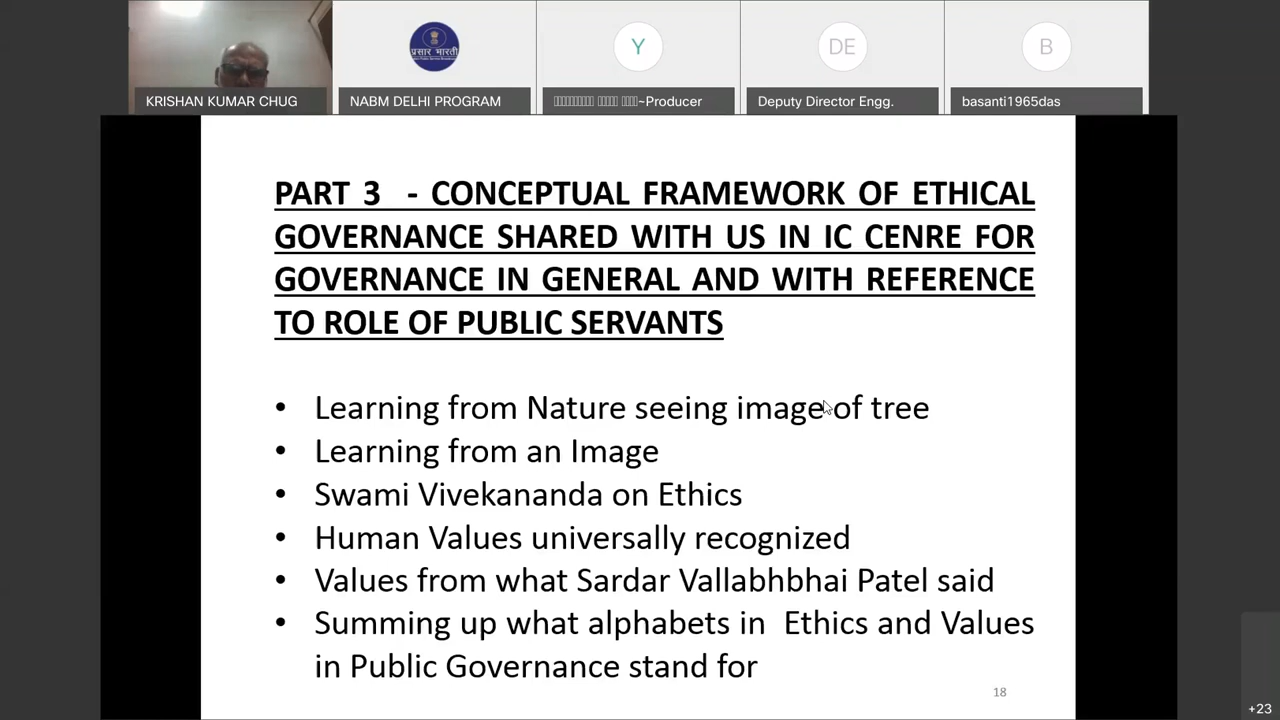 प्रसार भारती
Y
DE
B
KRISHAN KUMAR CHUG
NABM DELHI PROGRAM
~Producer
Deputy Director Engg.
basanti1965das
PART 3 - CONCEPTUAL FRAMEWORK OF ETHICAL
GOVERNANCE SHARED WITH US IN IC CENRE FOR
GOVERNANCE IN GENERAL AND WITH REFERENCE
TO ROLE OF PUBLIC SERVANTS
• Learning from Nature seeing image of tree
• Learning from an Image
• Swami Vivekananda on Ethics
• Human Values universally recognized
• Values from what Sardar Vallabhbhai Patel said
• Summing up what alphabets in Ethics and Values
in Public Governance stand for
18
+23